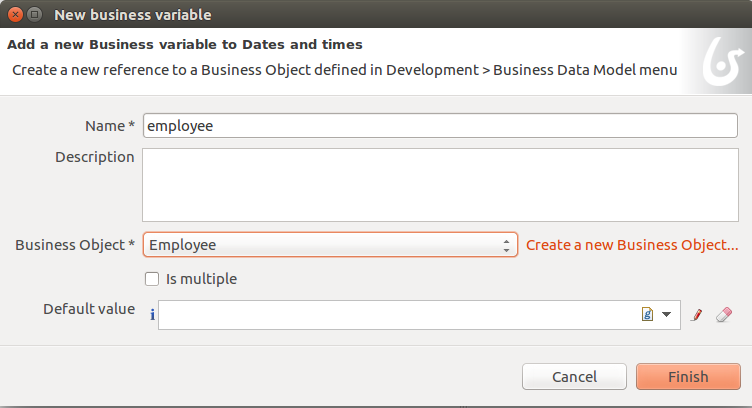 New business variable
Add a new Business variable to Dates and times
Create a new reference to a Business Object defined in Development > Business Data Model menu
Name * employee
Description
Business Object * Employee Create a new Business Object...
Is multiple
Default value
Cancel Finish